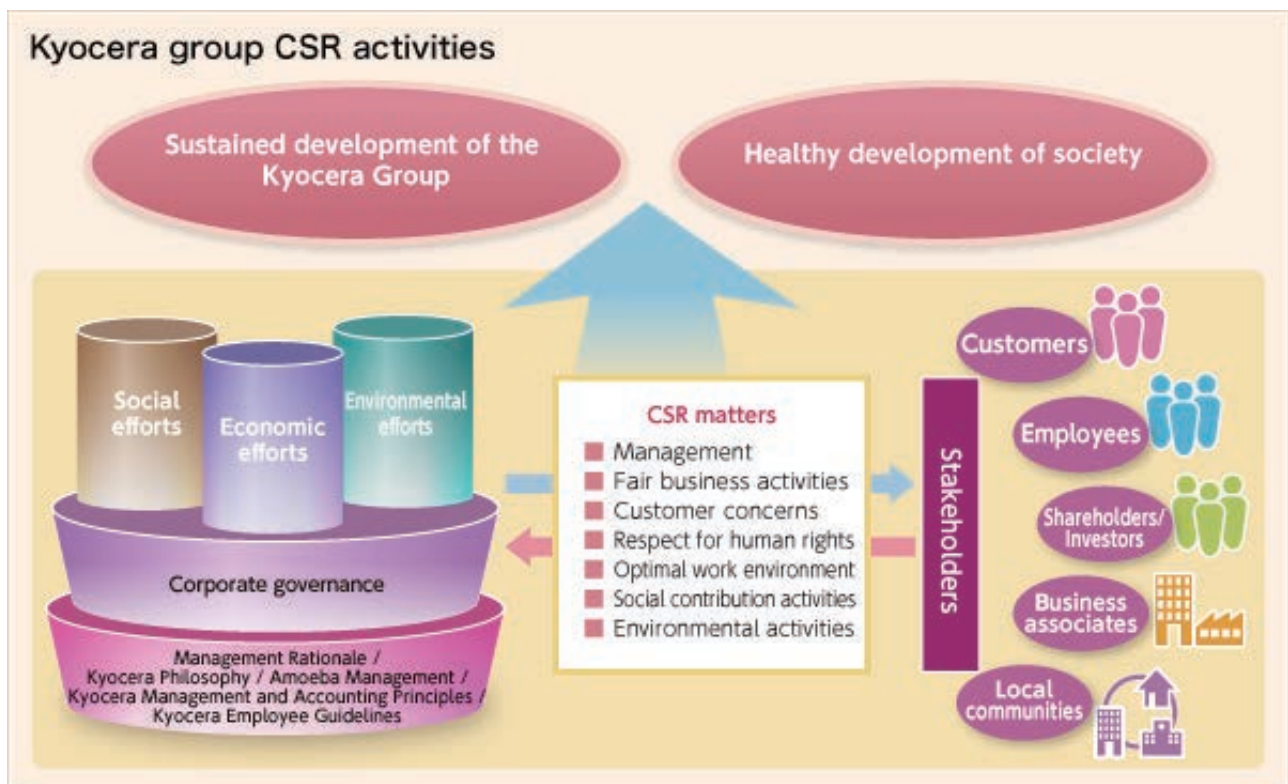 Kyocera group CSR activities
Sustained development of the
Kyocera Group
Healthy development of society
Social
efforts
Economic
efforts
Environmental
efforts
Corporate governance
Management Rationale /
Kyocera Philosophy / Amoeba Management /
Kyocera Management and Accounting Principles /
Kyocera Employee Guidelines
CSR matters
Management
Fair business activities
Customer concerns
Respect for human rights
Optimal work environment
Social contribution activities
Environmental activities
Stakeholders
Customers
Employees
Shareholders/
Investors
Business
associates
Local
communities